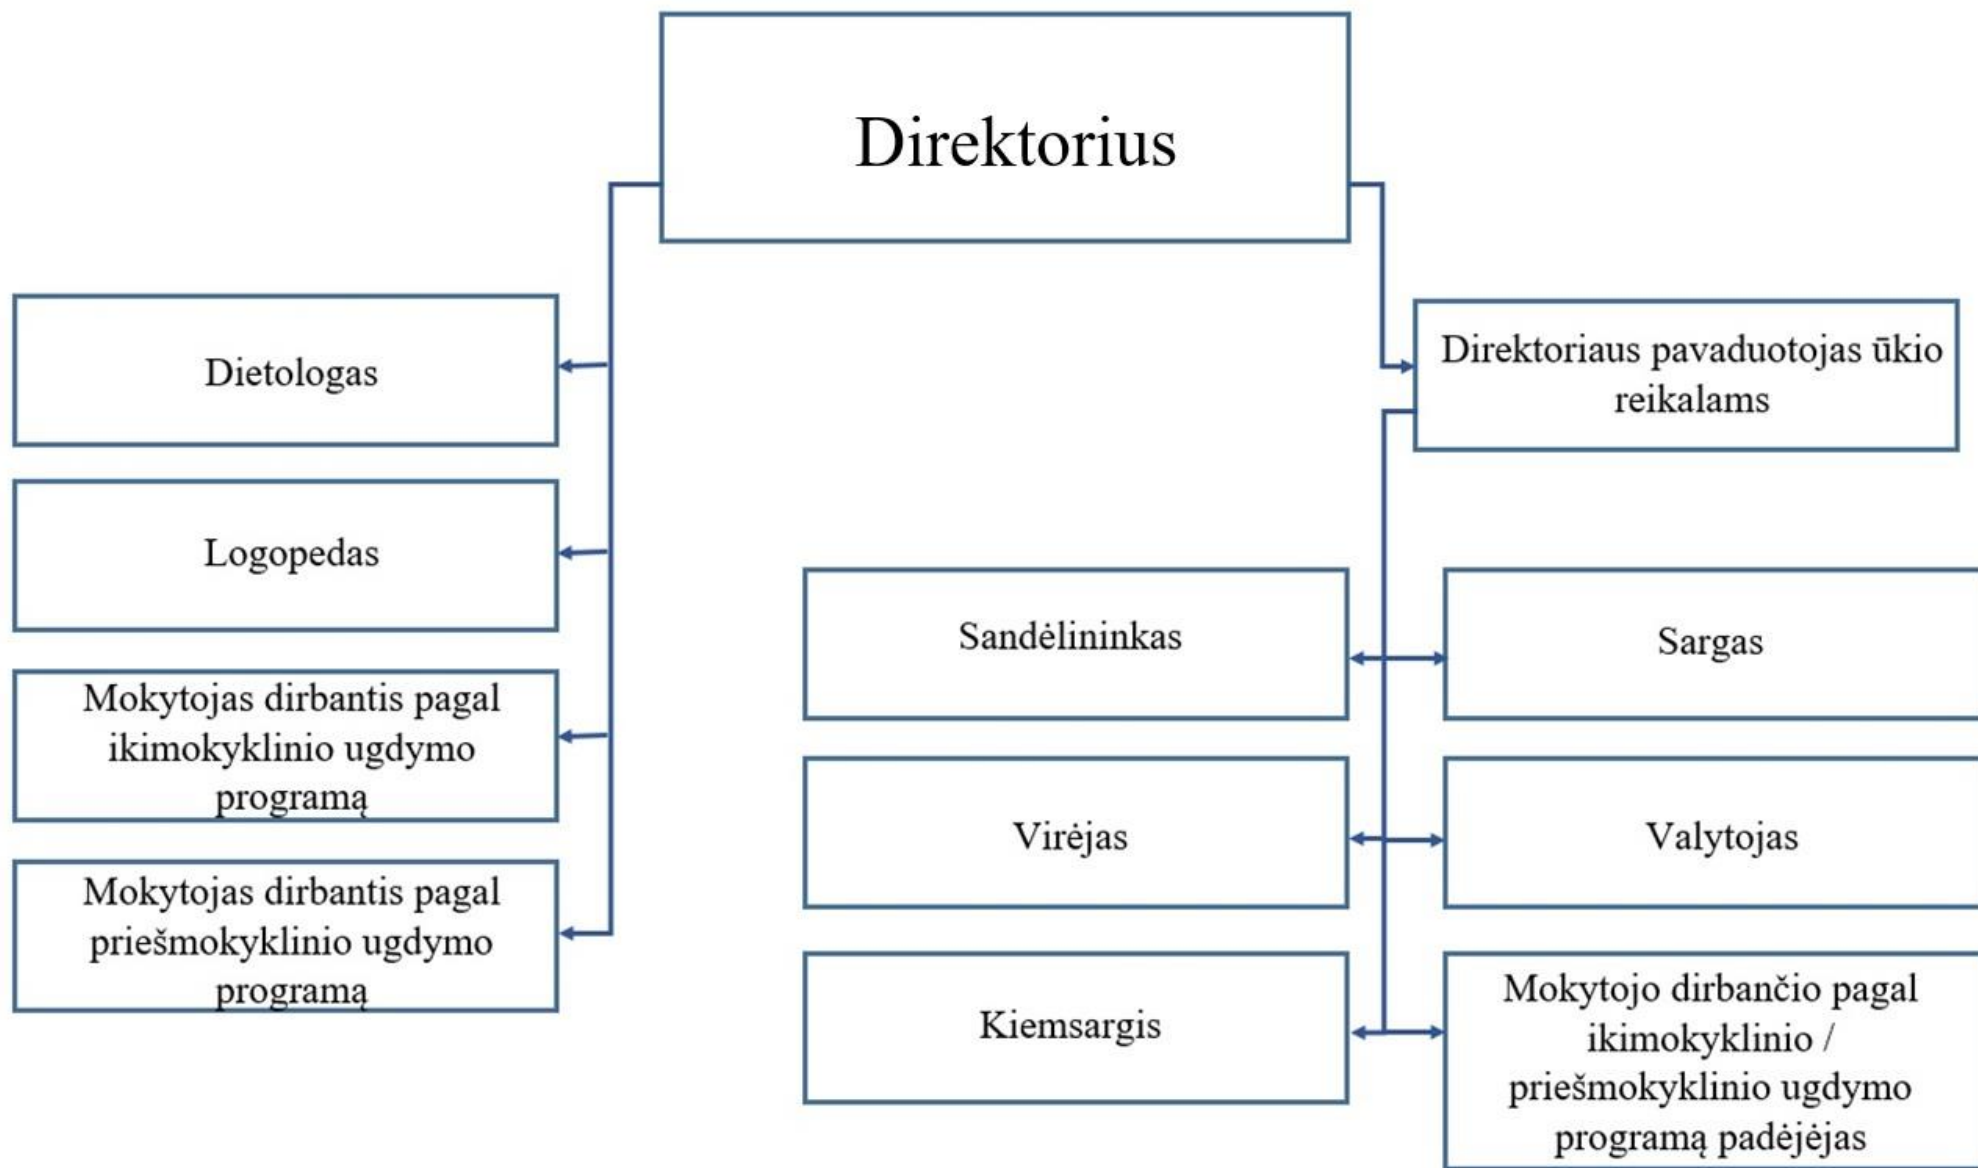 Direktorius
Dietologas
Logopedas
Mokytojas dirbantis pagal
ikimokyklinio ugdymo
programą
Mokytojas dirbantis pagal
priešmokyklinio ugdymo
programą
Direktoriaus pavaduotojas ūkio
reikalams
Sandėlininkas
Sargas
Virėjas
Valytojas
Kiemsargis
Mokytojo dirbančio pagal
ikimokyklinio /
priešmokyklinio ugdymo
programą padėjėjas